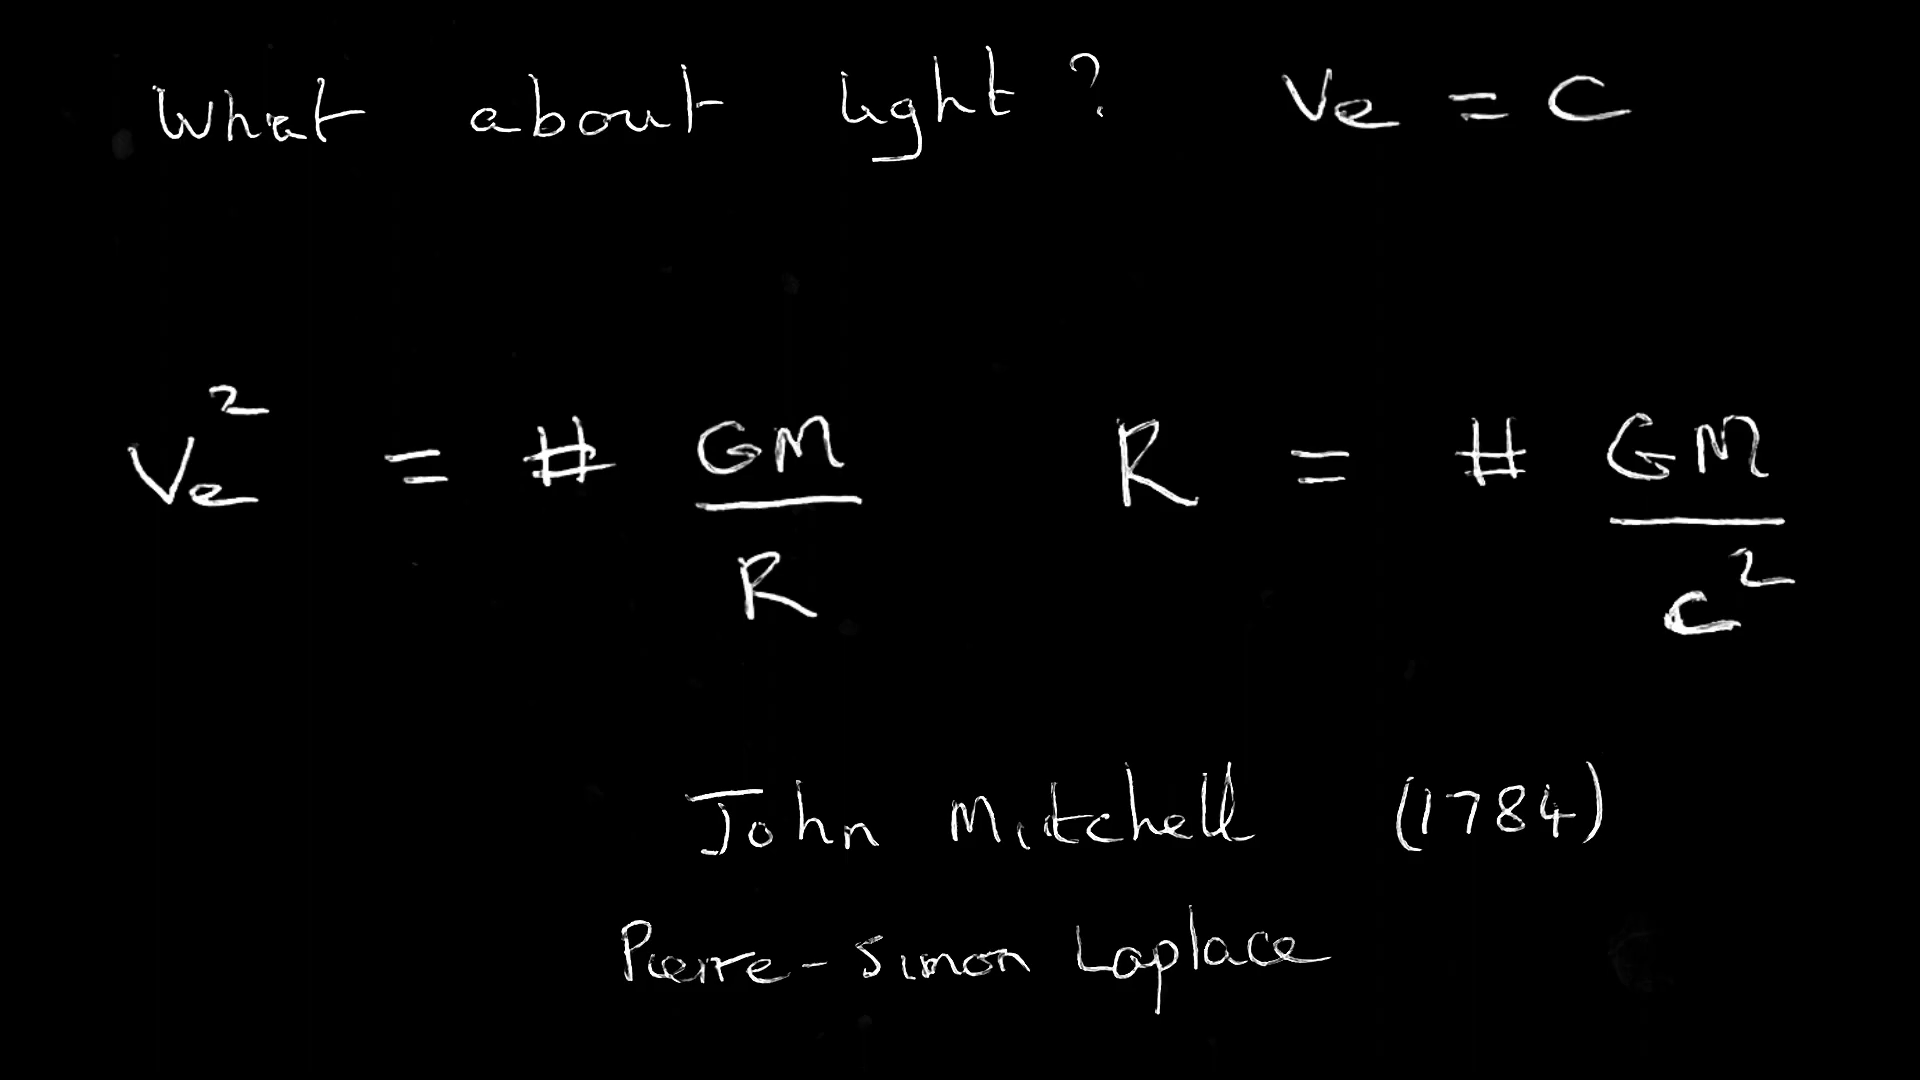 What about light? Ve = c
Ve² = # GM/R R = # GM/c²
John Mitchell (1784)
Pierre-Simon Laplace